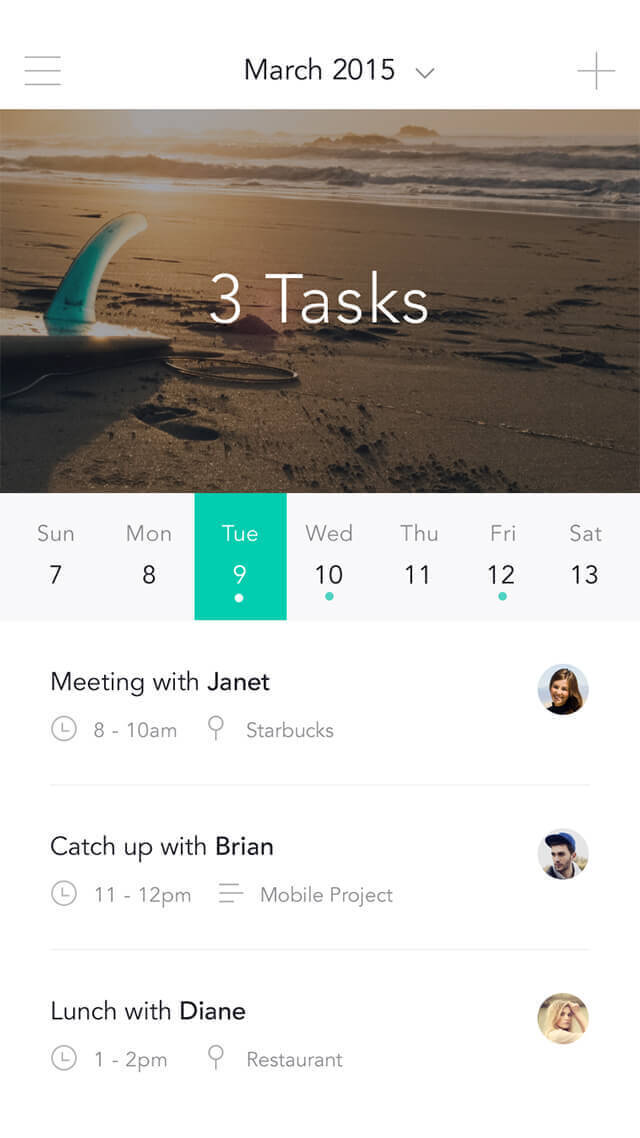 March 2015
3 Tasks
Sun Mon Tue Wed Thu Fri Sat
7 8 9 10 11 12 13
Meeting with Janet
8 - 10am Starbucks
Catch up with Brian
11 - 12pm Mobile Project
Lunch with Diane
1 - 2pm Restaurant